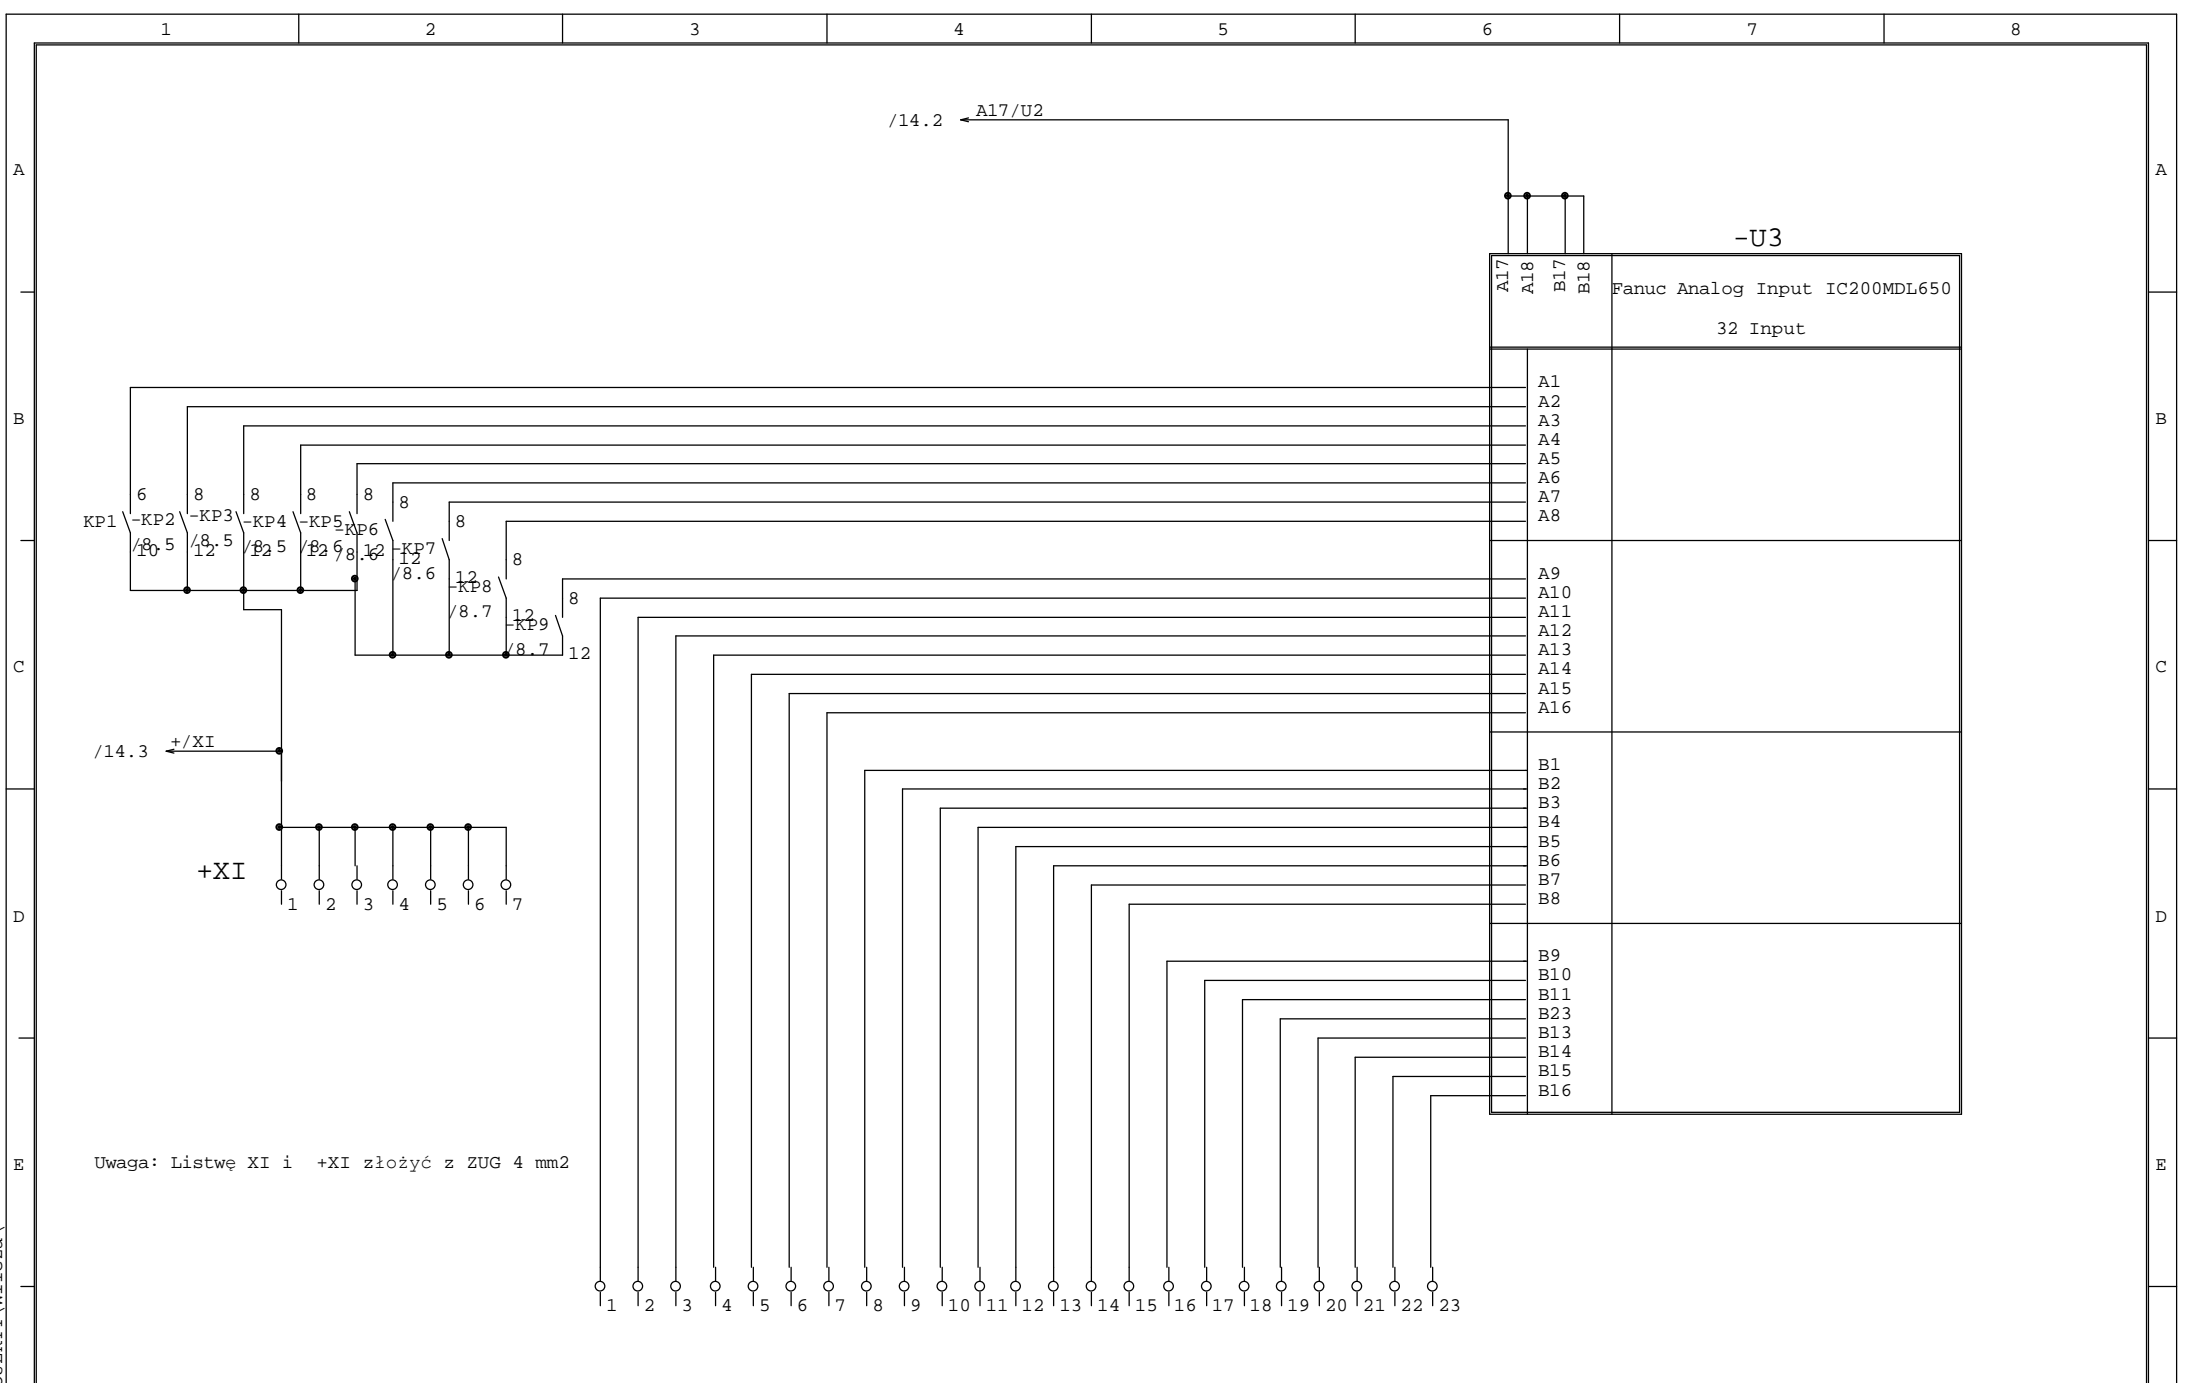 1 2 3 4 5 6 7 8
/14.2 A17/U2
A A
-U3
A17 A18 B17 B18
Fanuc Analog Input IC200MDL650
32 Input
A1
A2
B B
A3
A4
A5
A6
A7
A8
6 8 8 8 8 8 8 8 8
KP1 -KP2 -KP3 -KP4 -KP5 -KP6 -KP7 -KP8 -KP9
/8.5 /8.5 /8.5 /8.6 /8.6 /8.6 /8.7 /8.7
10 12 12 12 12 12 12 12 12
A9
A10
A11
A12
A13
C C
A14
A15
A16
/14.3 +/XI
B1
B2
B3
B4
B5
B6
B7
B8
+XI
1 2 3 4 5 6 7
D D
B9
B10
B11
B23
B13
B14
B15
B16
E Uwaga: Listwę XI i +XI złożyć z ZUG 4 mm2 E
1 2 3 4 5 6 7 8 9 10 11 12 13 14 15 16 17 18 19 20 21 22 23